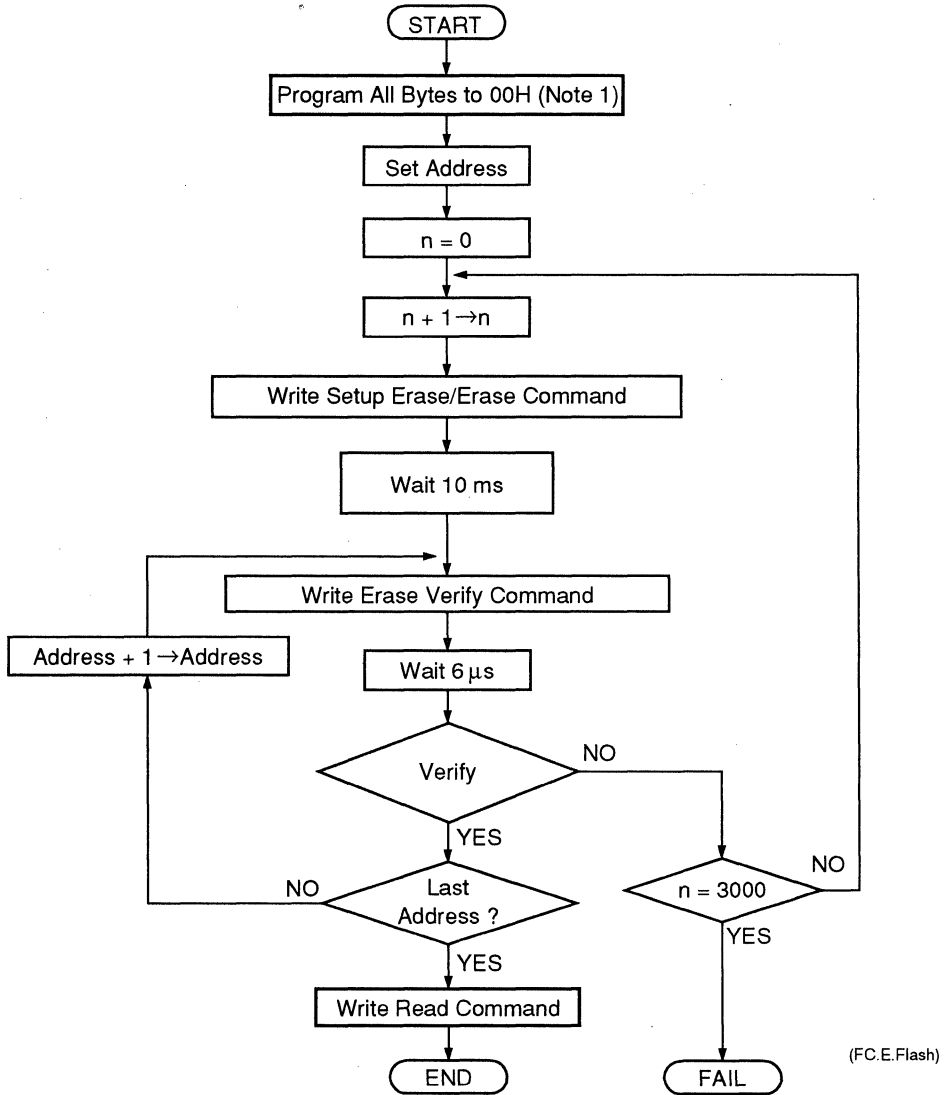 START
Program All Bytes to 00H (Note 1)
Set Address
n = 0
n + 1→n
Write Setup Erase/Erase Command
Wait 10 ms
Write Erase Verify Command
Address + 1→Address
Wait 6 μs
Verify
NO
YES
Last
Address ?
NO
n = 3000
NO
YES
YES
Write Read Command
END
FAIL
(FC.E.Flash)